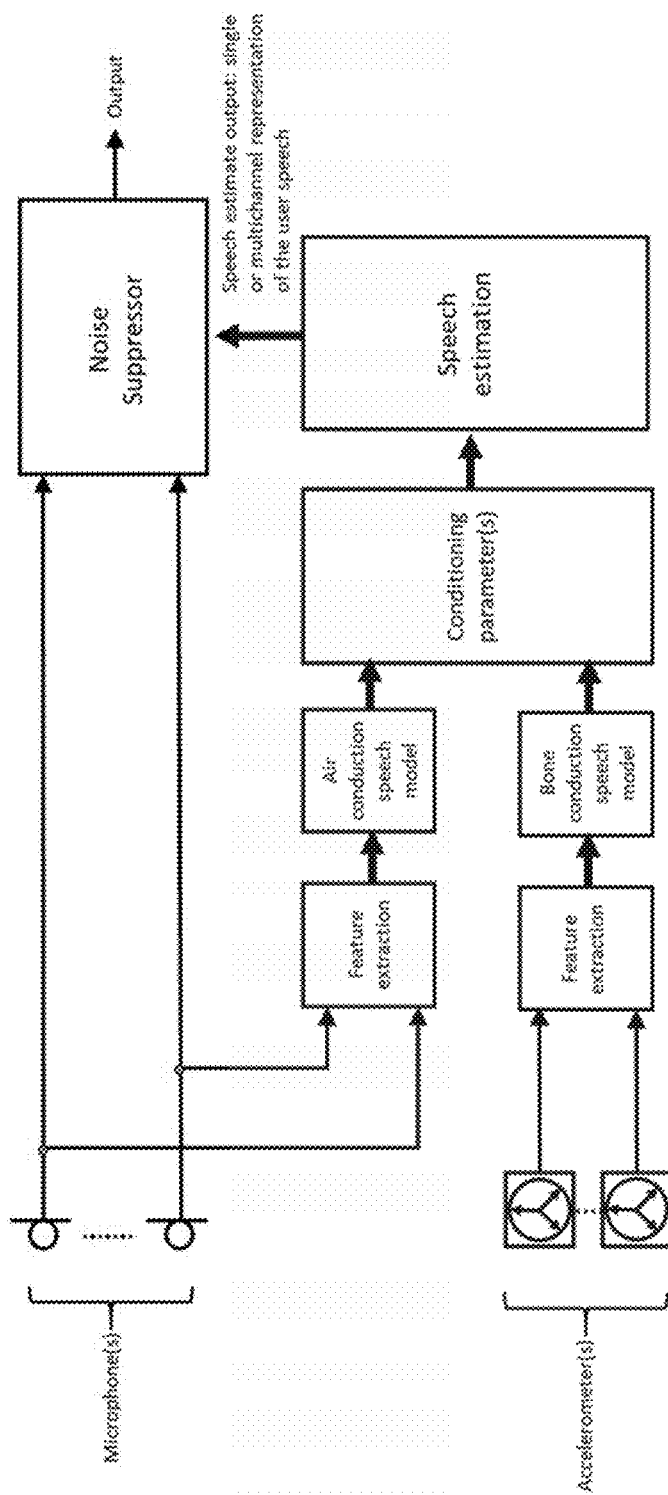 Microphone(s)
Accelerometer(s)
Feature
extraction
Feature
extraction
Air
conduction
speech
model
Bone
conduction
speech
model
Conditioning
parameter(s)
Speech
estimation
Speech estimate output: single
or multichannel representation
of the user speech
Noise
Suppressor
Output